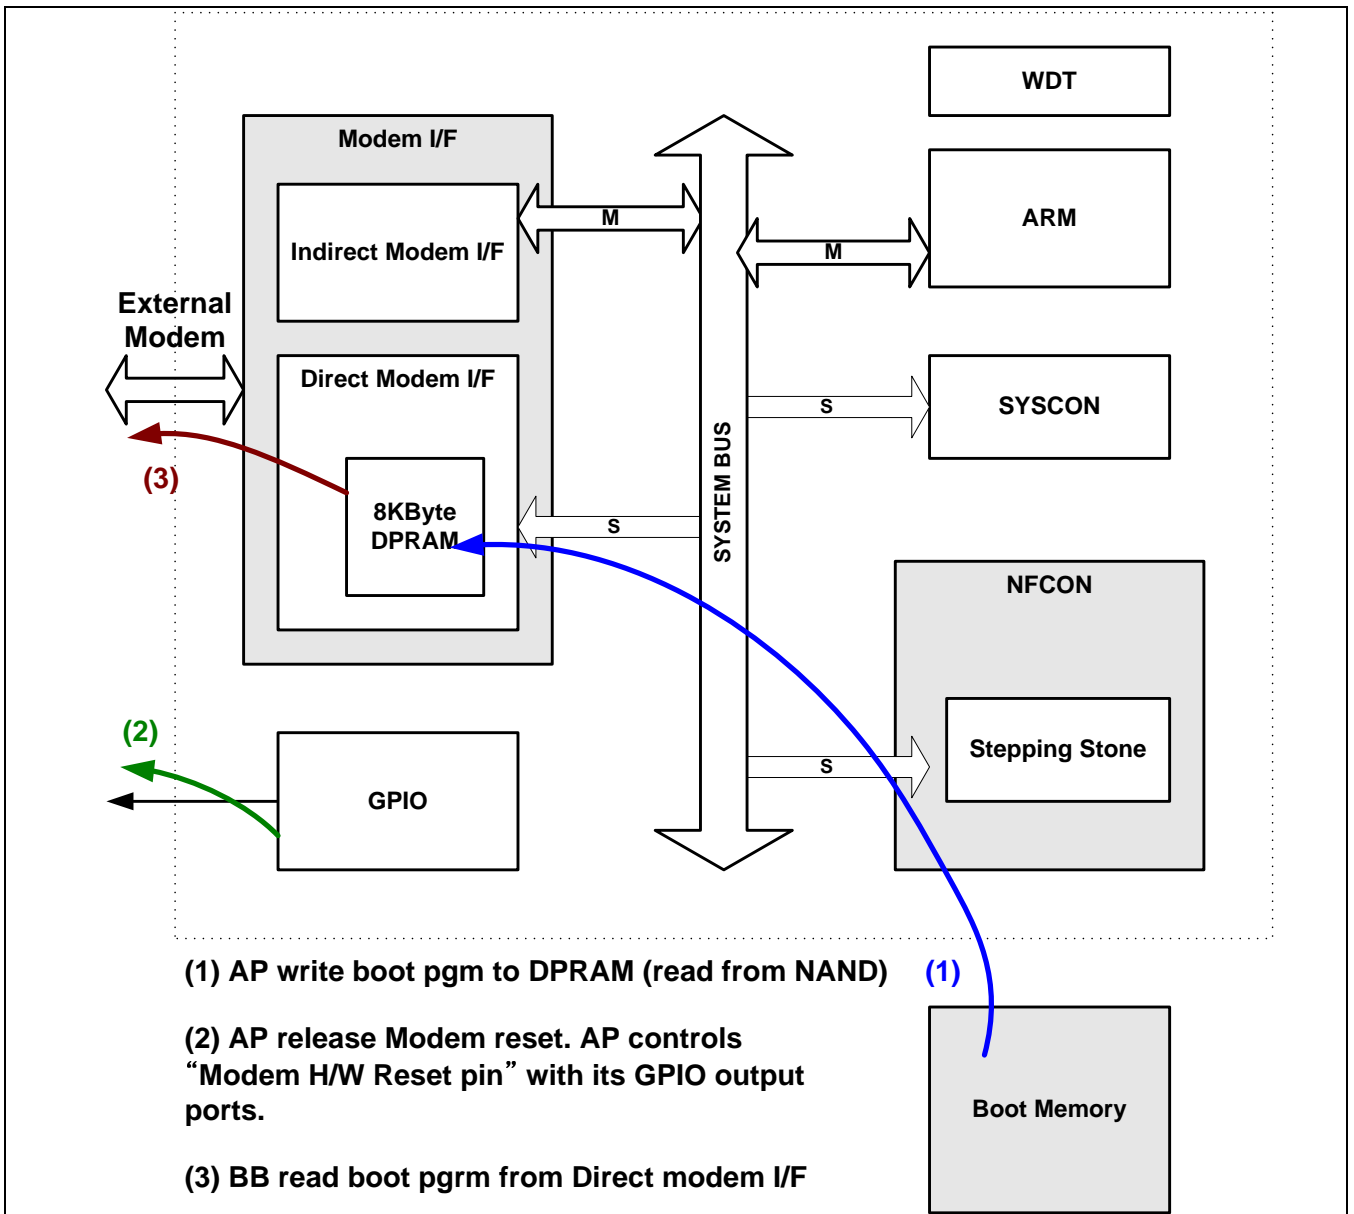 WDT
Modem I/F
ARM
M
Indirect Modem I/F
M
External
Modem
Direct Modem I/F
S
SYSCON
(3)
8KByte
DPRAM
S
SYSTEM BUS
NFCON
(2)
Stepping Stone
S
GPIO
(1) AP write boot pgm to DPRAM (read from NAND)
(1)
(2) AP release Modem reset. AP controls
“Modem H/W Reset pin” with its GPIO output
ports.
Boot Memory
(3) BB read boot pgrm from Direct modem I/F